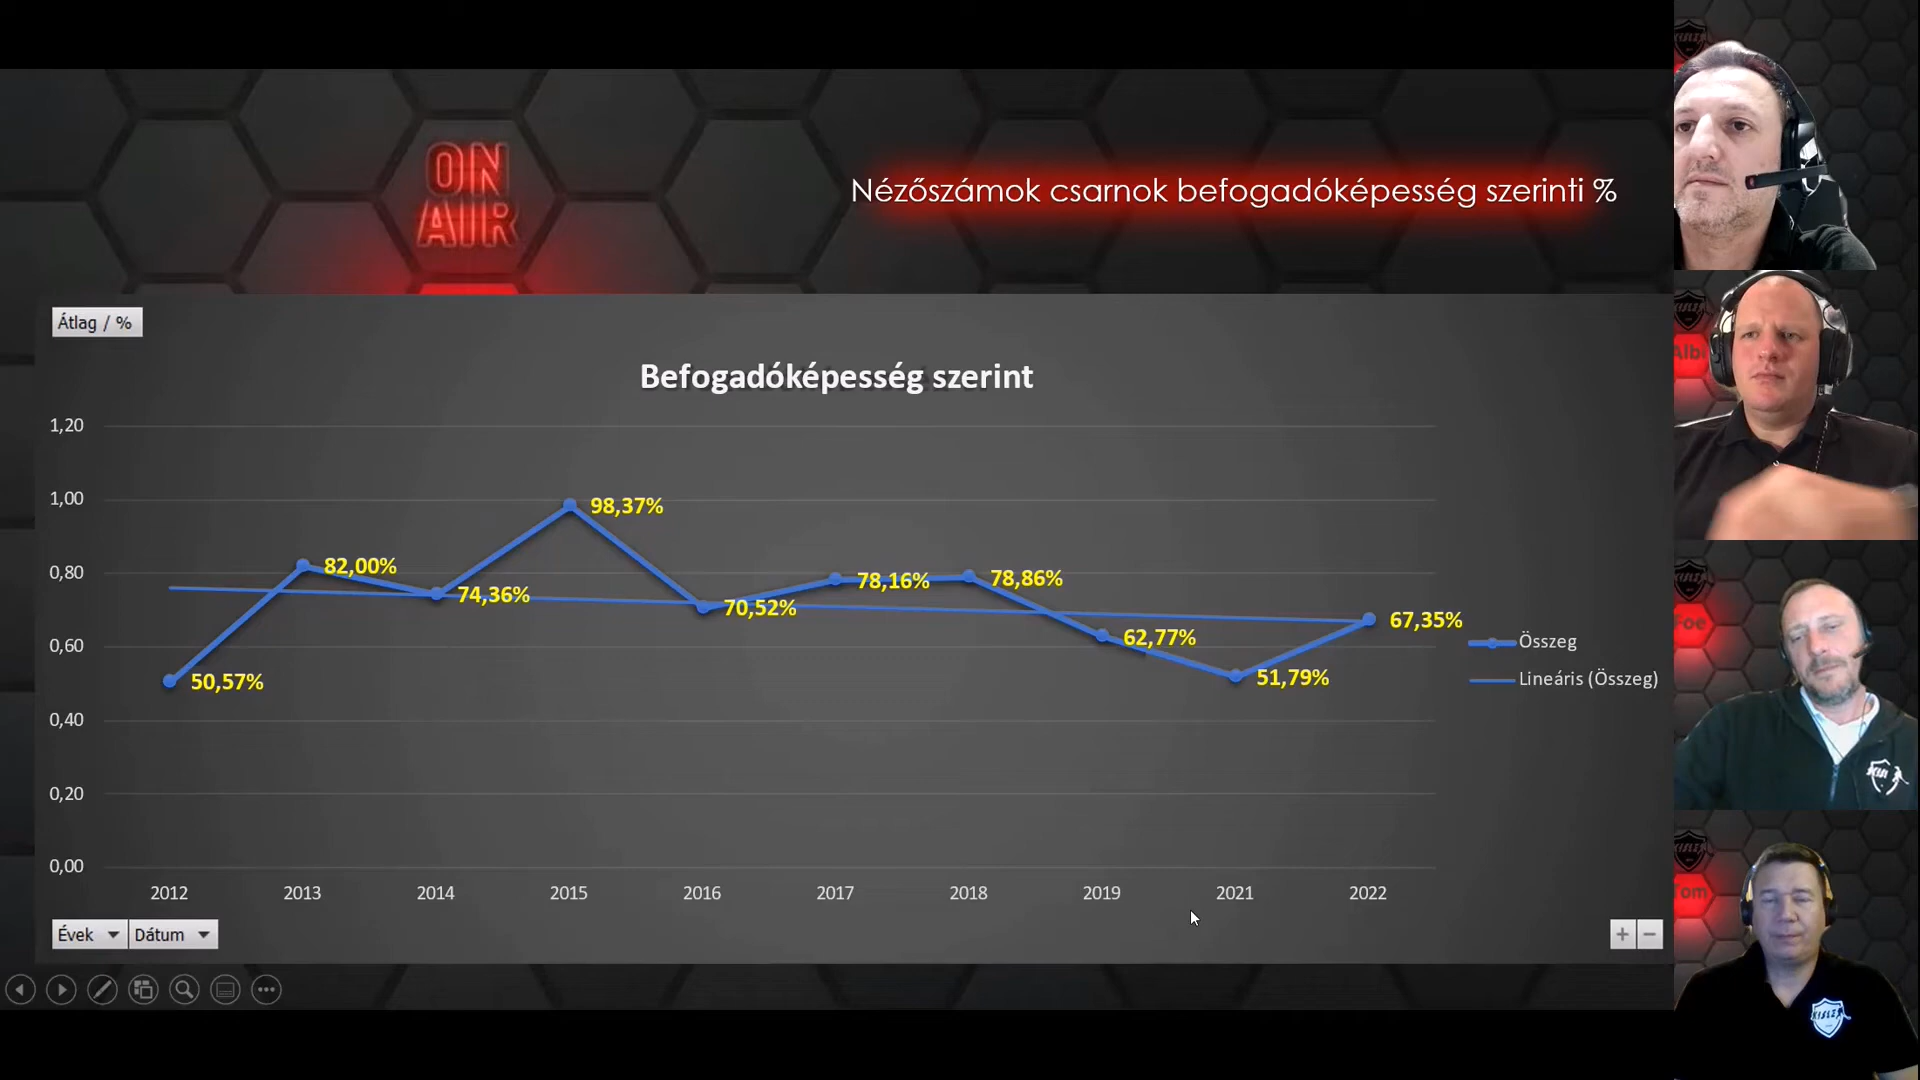 ON
AIR
Nézőszámok csarnok befogadóképesség szerinti %
Átlag / %
Befogadóképesség szerint
1,20
1,00
0,80
0,60
0,40
0,20
0,00
50,57%
82,00%
74,36%
98,37%
70,52%
78,16%
78,86%
62,77%
51,79%
67,35%
Összeg
Lineáris (Összeg)
2012 2013 2014 2015 2016 2017 2018 2019 2021 2022
Évek Dátum
+ −
Albi
Foe
Tom